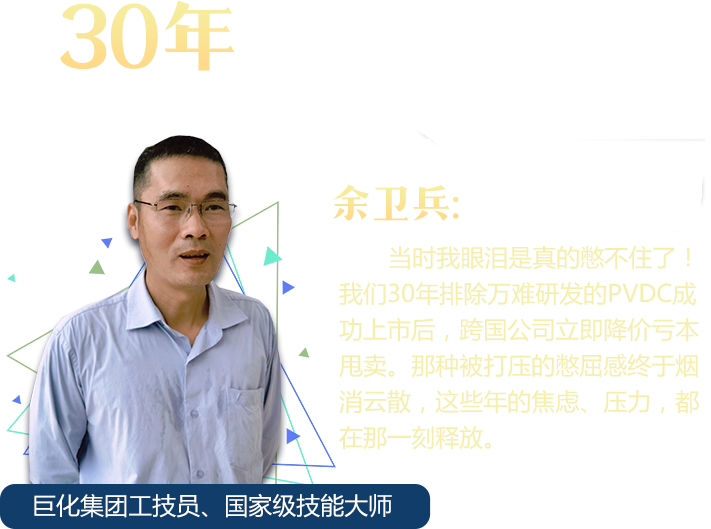 30年
余卫兵:
当时我眼泪是真的憋不住了！
我们30年排除万难研发的PVDC成
功上市后，跨国公司立即降价亏本
甩卖。那种被打压的憋屈感终于烟
消云散，这些年的焦虑、压力，都
在那一刻释放。
巨化集团工技员、国家级技能大师